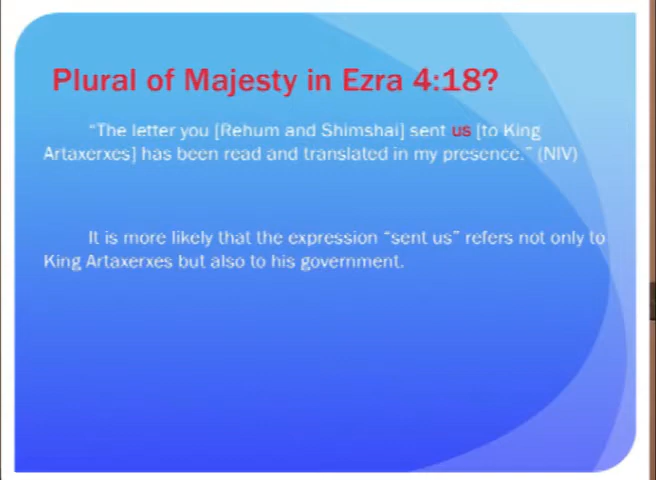 Plural of Majesty in Ezra 4:18?
“The letter you [Rehum and Shimshai] sent us [to King
Artaxerxes] has been read and translated in my presence.” (NIV)
It is more likely that the expression “sent us” refers not only to
King Artaxerxes but also to his government.